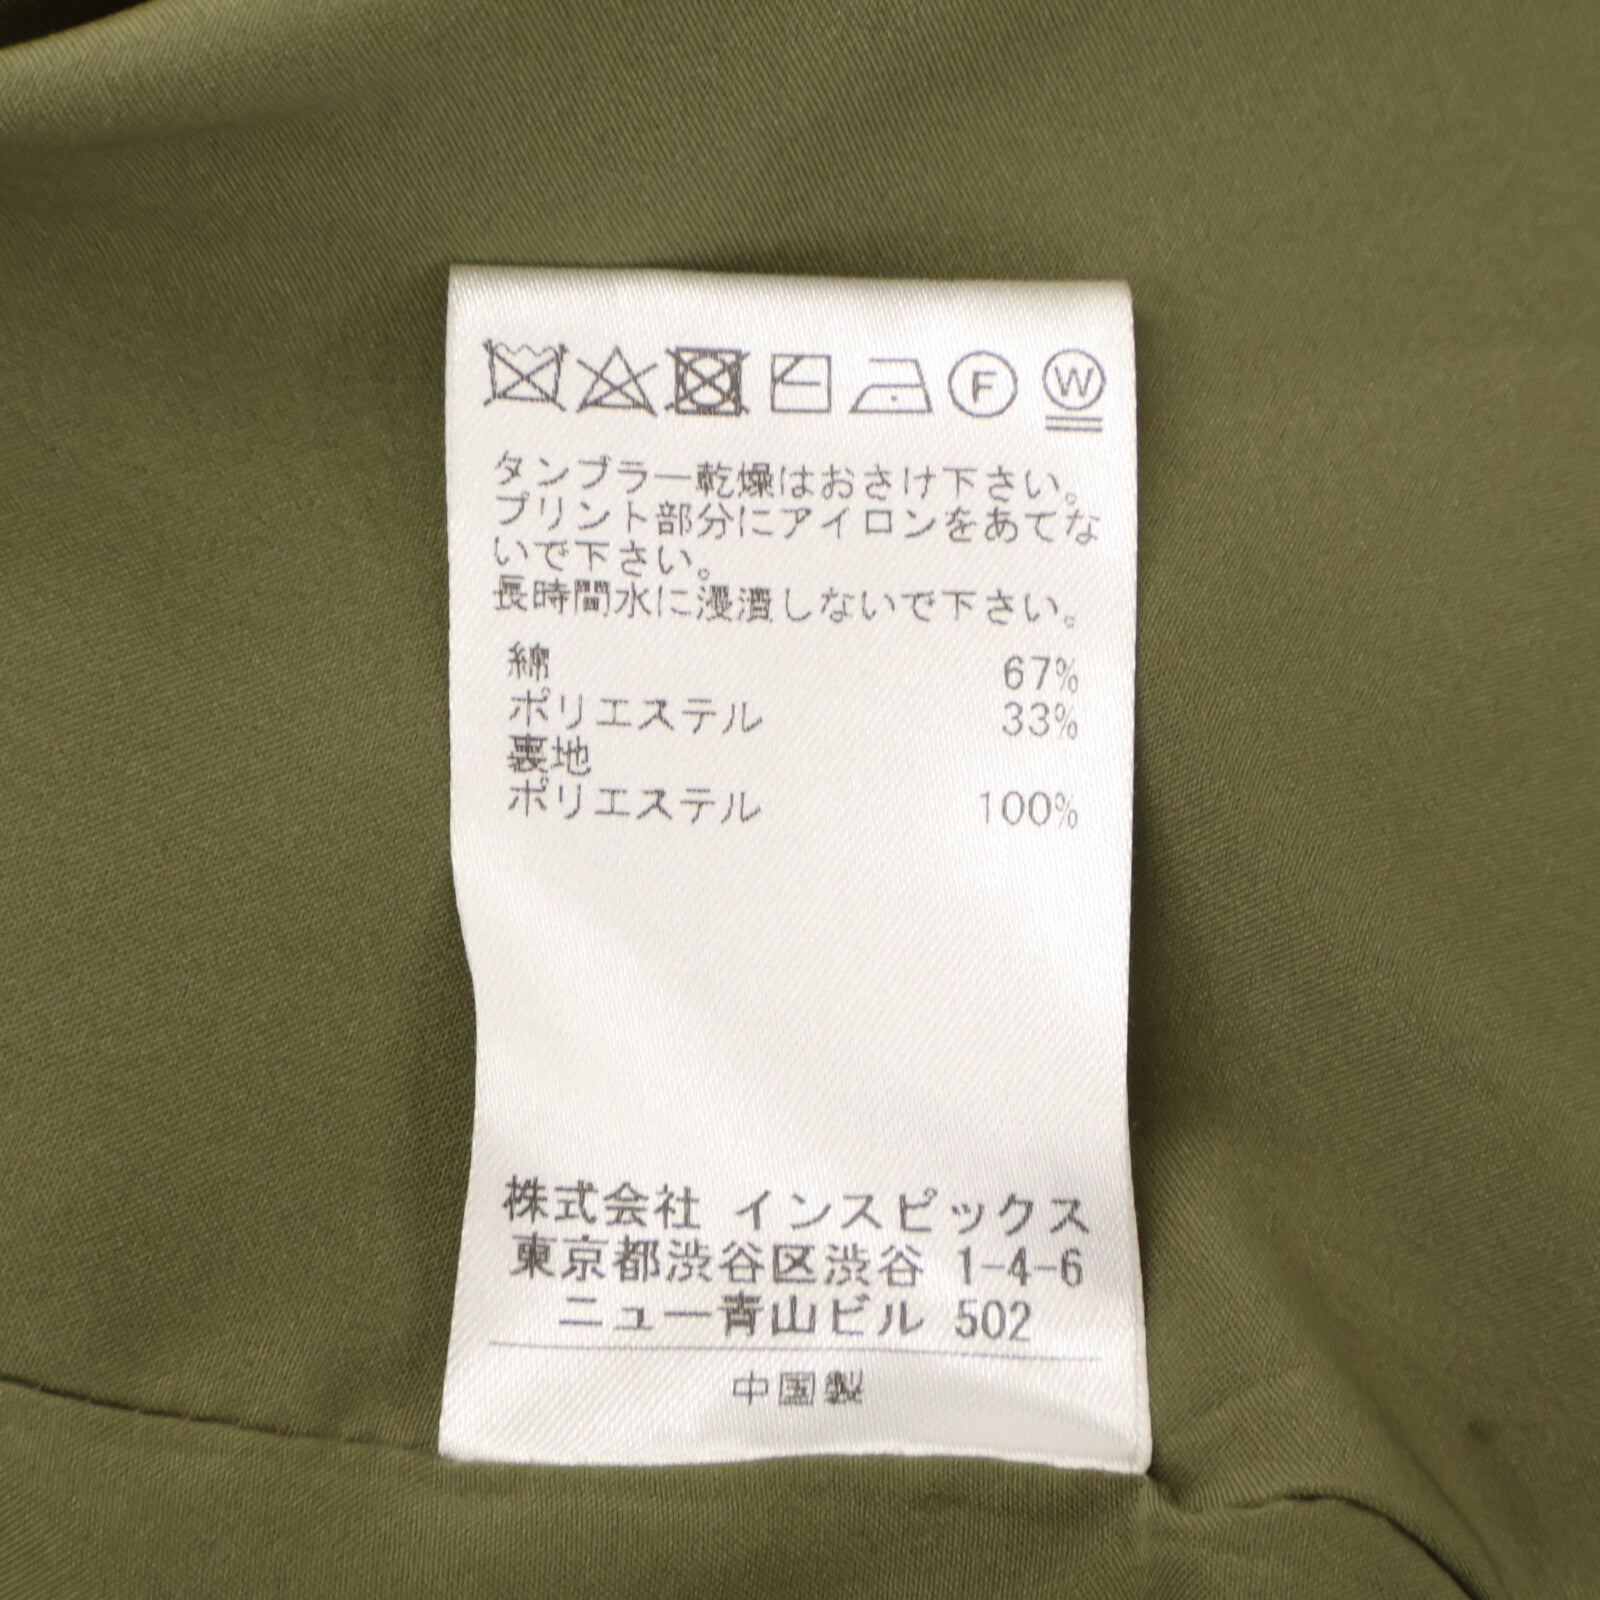 F W
タンブラー乾燥はおさけ下さい。
プリント部分にアイロンをあてな
いで下さい。
長時間水に浸漬しないで下さい。
綿 67%
ポリエステル 33%
裏地
ポリエステル 100%
株式会社 インスピックス
東京都渋谷区渋谷 1-4-6
ニュー青山ビル 502
中国製